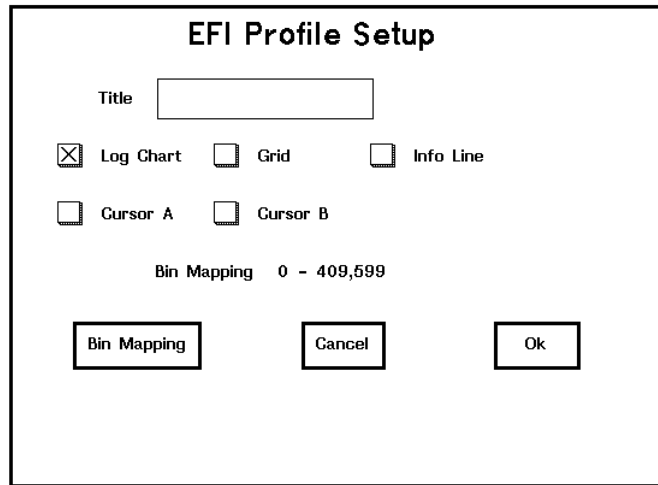 EFI Profile Setup
Title
Log Chart Grid Info Line
Cursor A Cursor B
Bin Mapping 0 - 409,599
Bin Mapping Cancel Ok